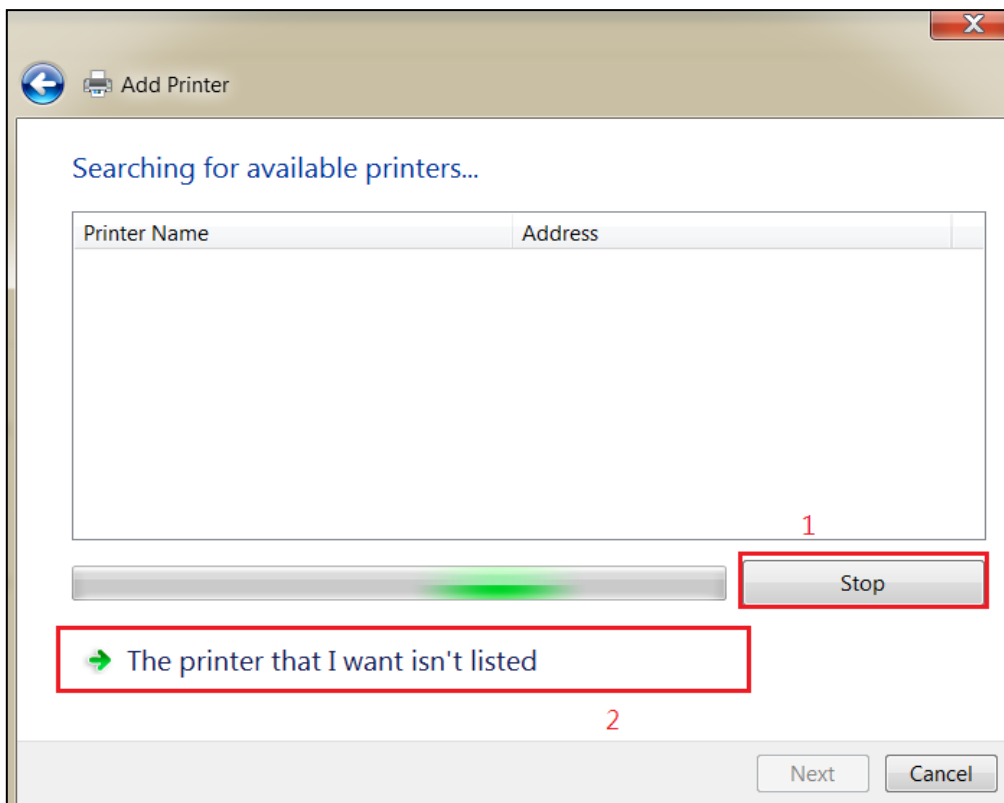 Add Printer
Searching for available printers...
Printer Name Address
1
Stop
The printer that I want isn't listed
2
Next Cancel